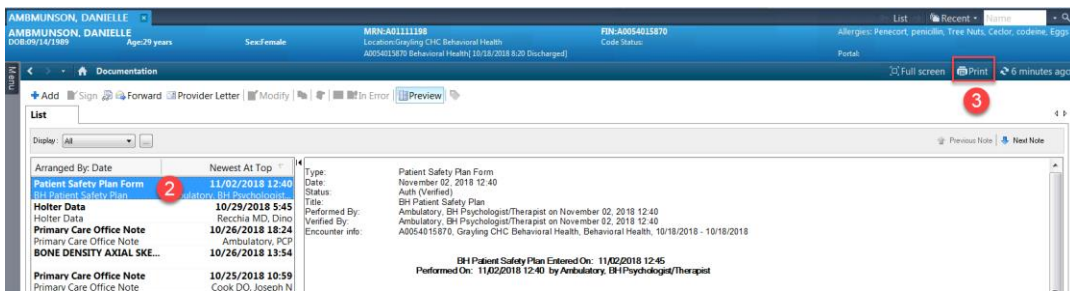 AMBMUNSON, DANIELLE
List Recent Name
AMBMUNSON, DANIELLE MRN:A01111198 FIN:A0054015870 Allergies: Penecort, penicillin, Tree Nuts, Ceclor, codeine, Eggs
DOB:09/14/1989 Age:29 years Sex:Female Location:Grayling CHC Behavioral Health Code Status:
A0054015870 Behavioral Health[ 10/18/2018 8:20 Discharged] Portal:
Menu
Documentation Full screen Print 6 minutes ago
Add Sign Forward Provider Letter Modify In Error Preview
3
List
Display: All ... Previous Note Next Note
Arranged By: Date Newest At Top
Patient Safety Plan Form 11/02/2018 12:40
BH Patient Safety Plan 2 ulatory, BH Psychologist...
Holter Data 10/29/2018 5:45
Holter Data Recchia MD, Dino
Primary Care Office Note 10/26/2018 18:24
Primary Care Office Note Ambulatory, PCP
BONE DENSITY AXIAL SKE... 10/26/2018 13:54
Primary Care Office Note 10/25/2018 10:59
Primary Care Office Note Cook DO, Joseph N
Type: Patient Safety Plan Form
Date: November 02, 2018 12:40
Status: Auth (Verified)
Title: BH Patient Safety Plan
Performed By: Ambulatory, BH Psychologist/Therapist on November 02, 2018 12:40
Verified By: Ambulatory, BH Psychologist/Therapist on November 02, 2018 12:40
Encounter info: A0054015870, Grayling CHC Behavioral Health, Behavioral Health, 10/18/2018 - 10/18/2018
BH Patient Safety Plan Entered On: 11/02/2018 12:45
Performed On: 11/02/2018 12:40 by Ambulatory, BH Psychologist/Therapist